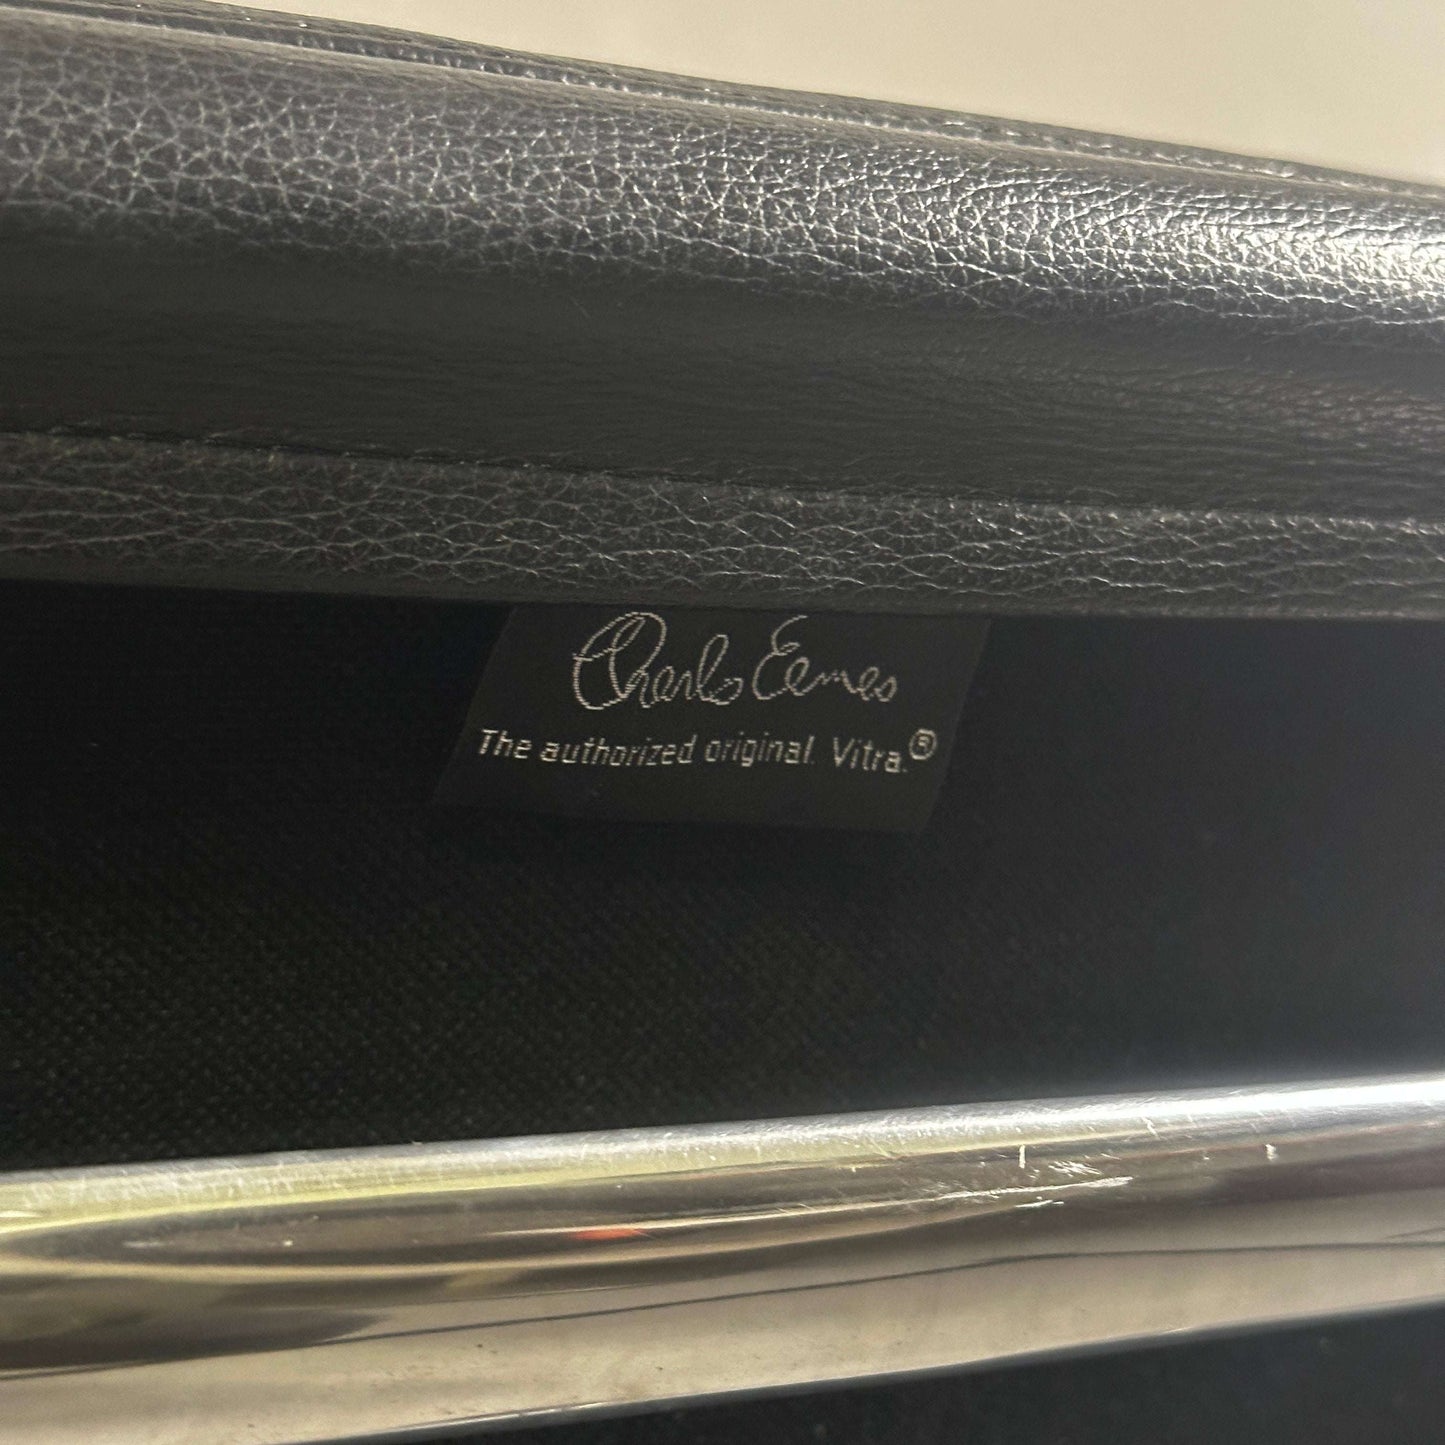 Charles Eames
The authorized original. Vitra.®